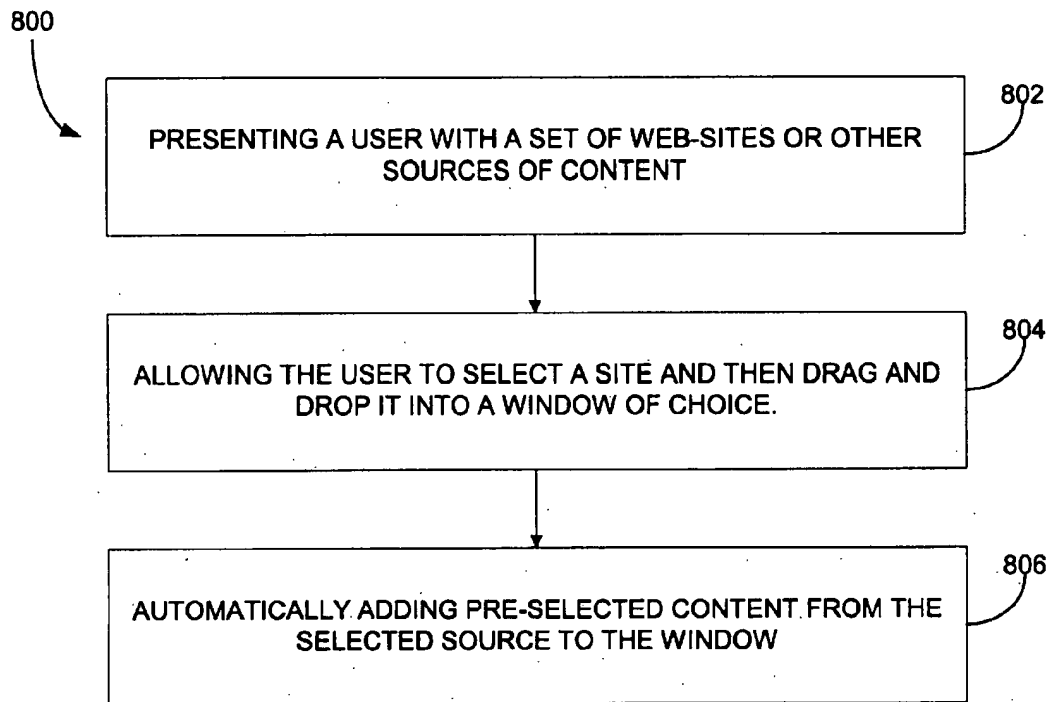 800
802
PRESENTING A USER WITH A SET OF WEB-SITES OR OTHER
SOURCES OF CONTENT
804
ALLOWING THE USER TO SELECT A SITE AND THEN DRAG AND
DROP IT INTO A WINDOW OF CHOICE.
806
AUTOMATICALLY ADDING PRE-SELECTED CONTENT FROM THE
SELECTED SOURCE TO THE WINDOW